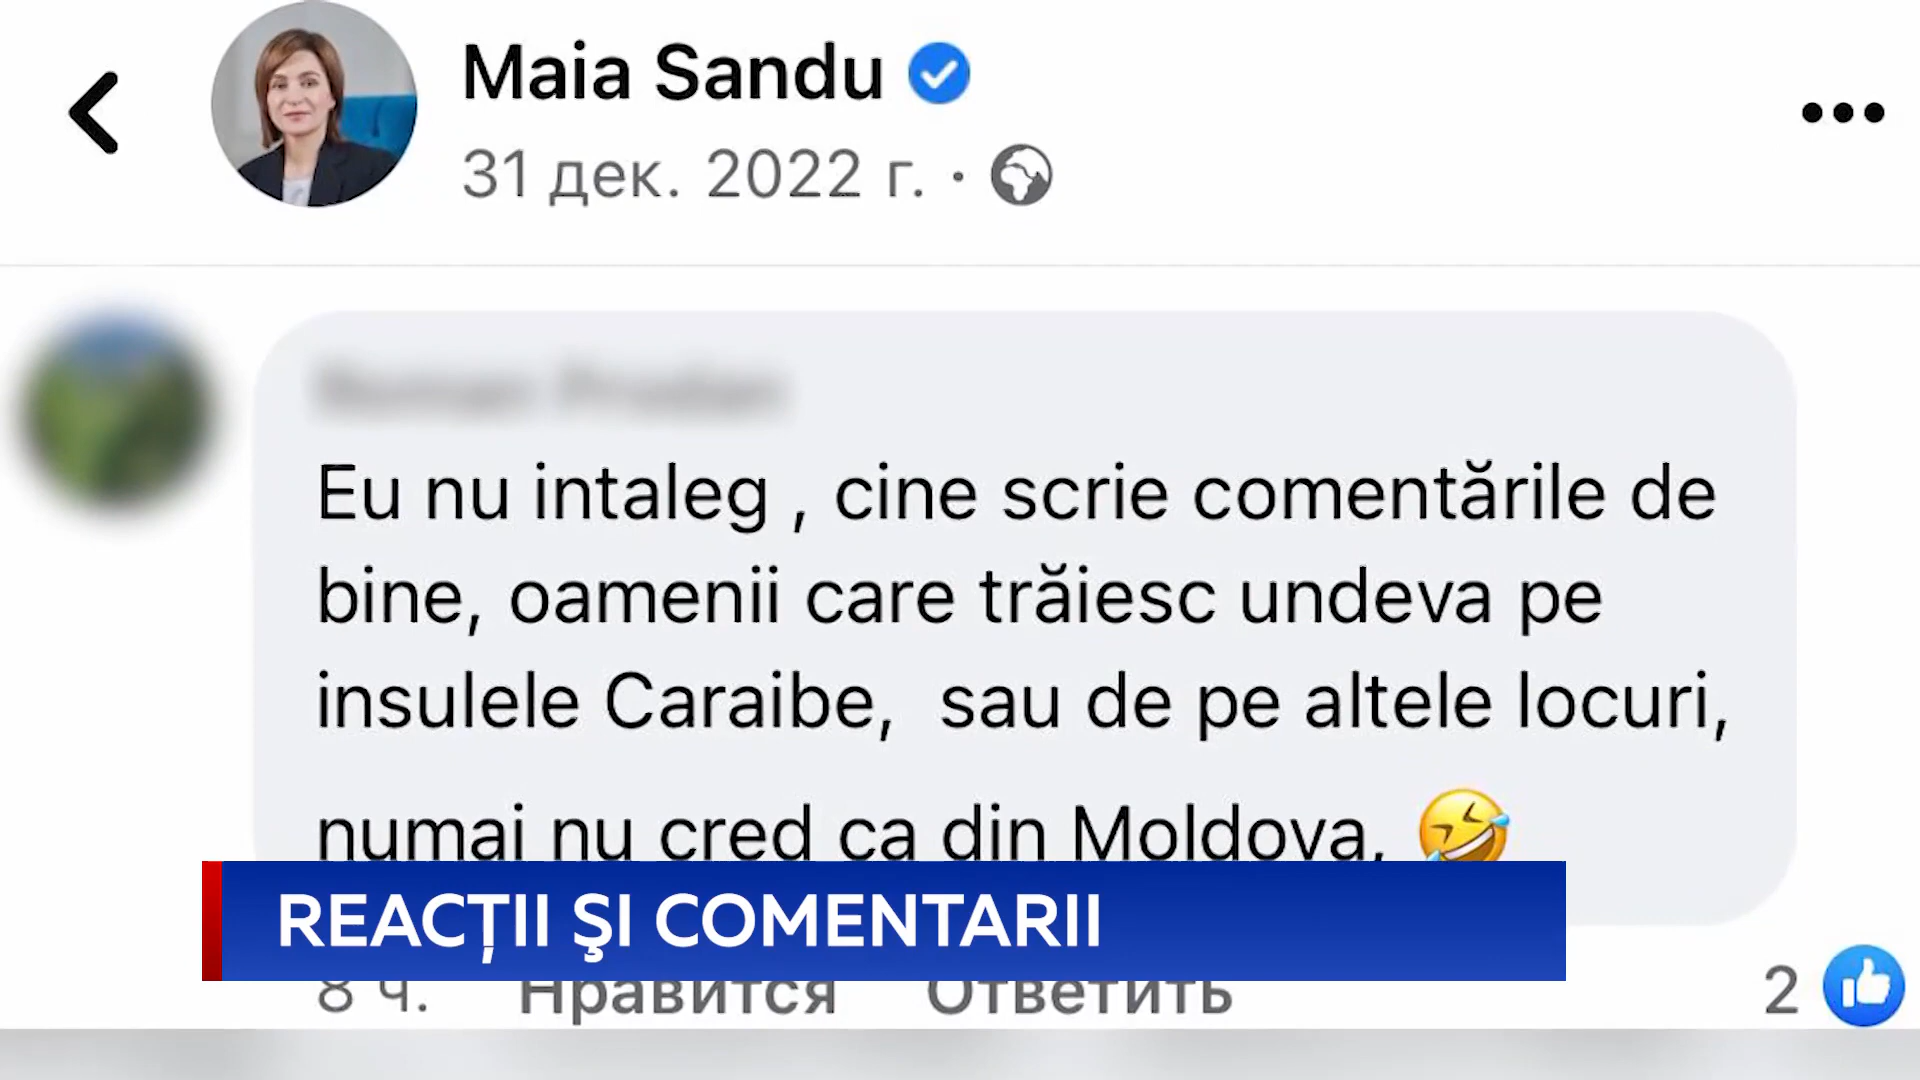 Maia Sandu
31 дек. 2022 г. ·
Eu nu intaleg , cine scrie comentările de
bine, oamenii care trăiesc undeva pe
insulele Caraibe, sau de pe altele locuri,
numai nu cred ca din Moldova, 🤣
REACȚII ŞI COMENTARII
8 ч. Нравится Ответить 2